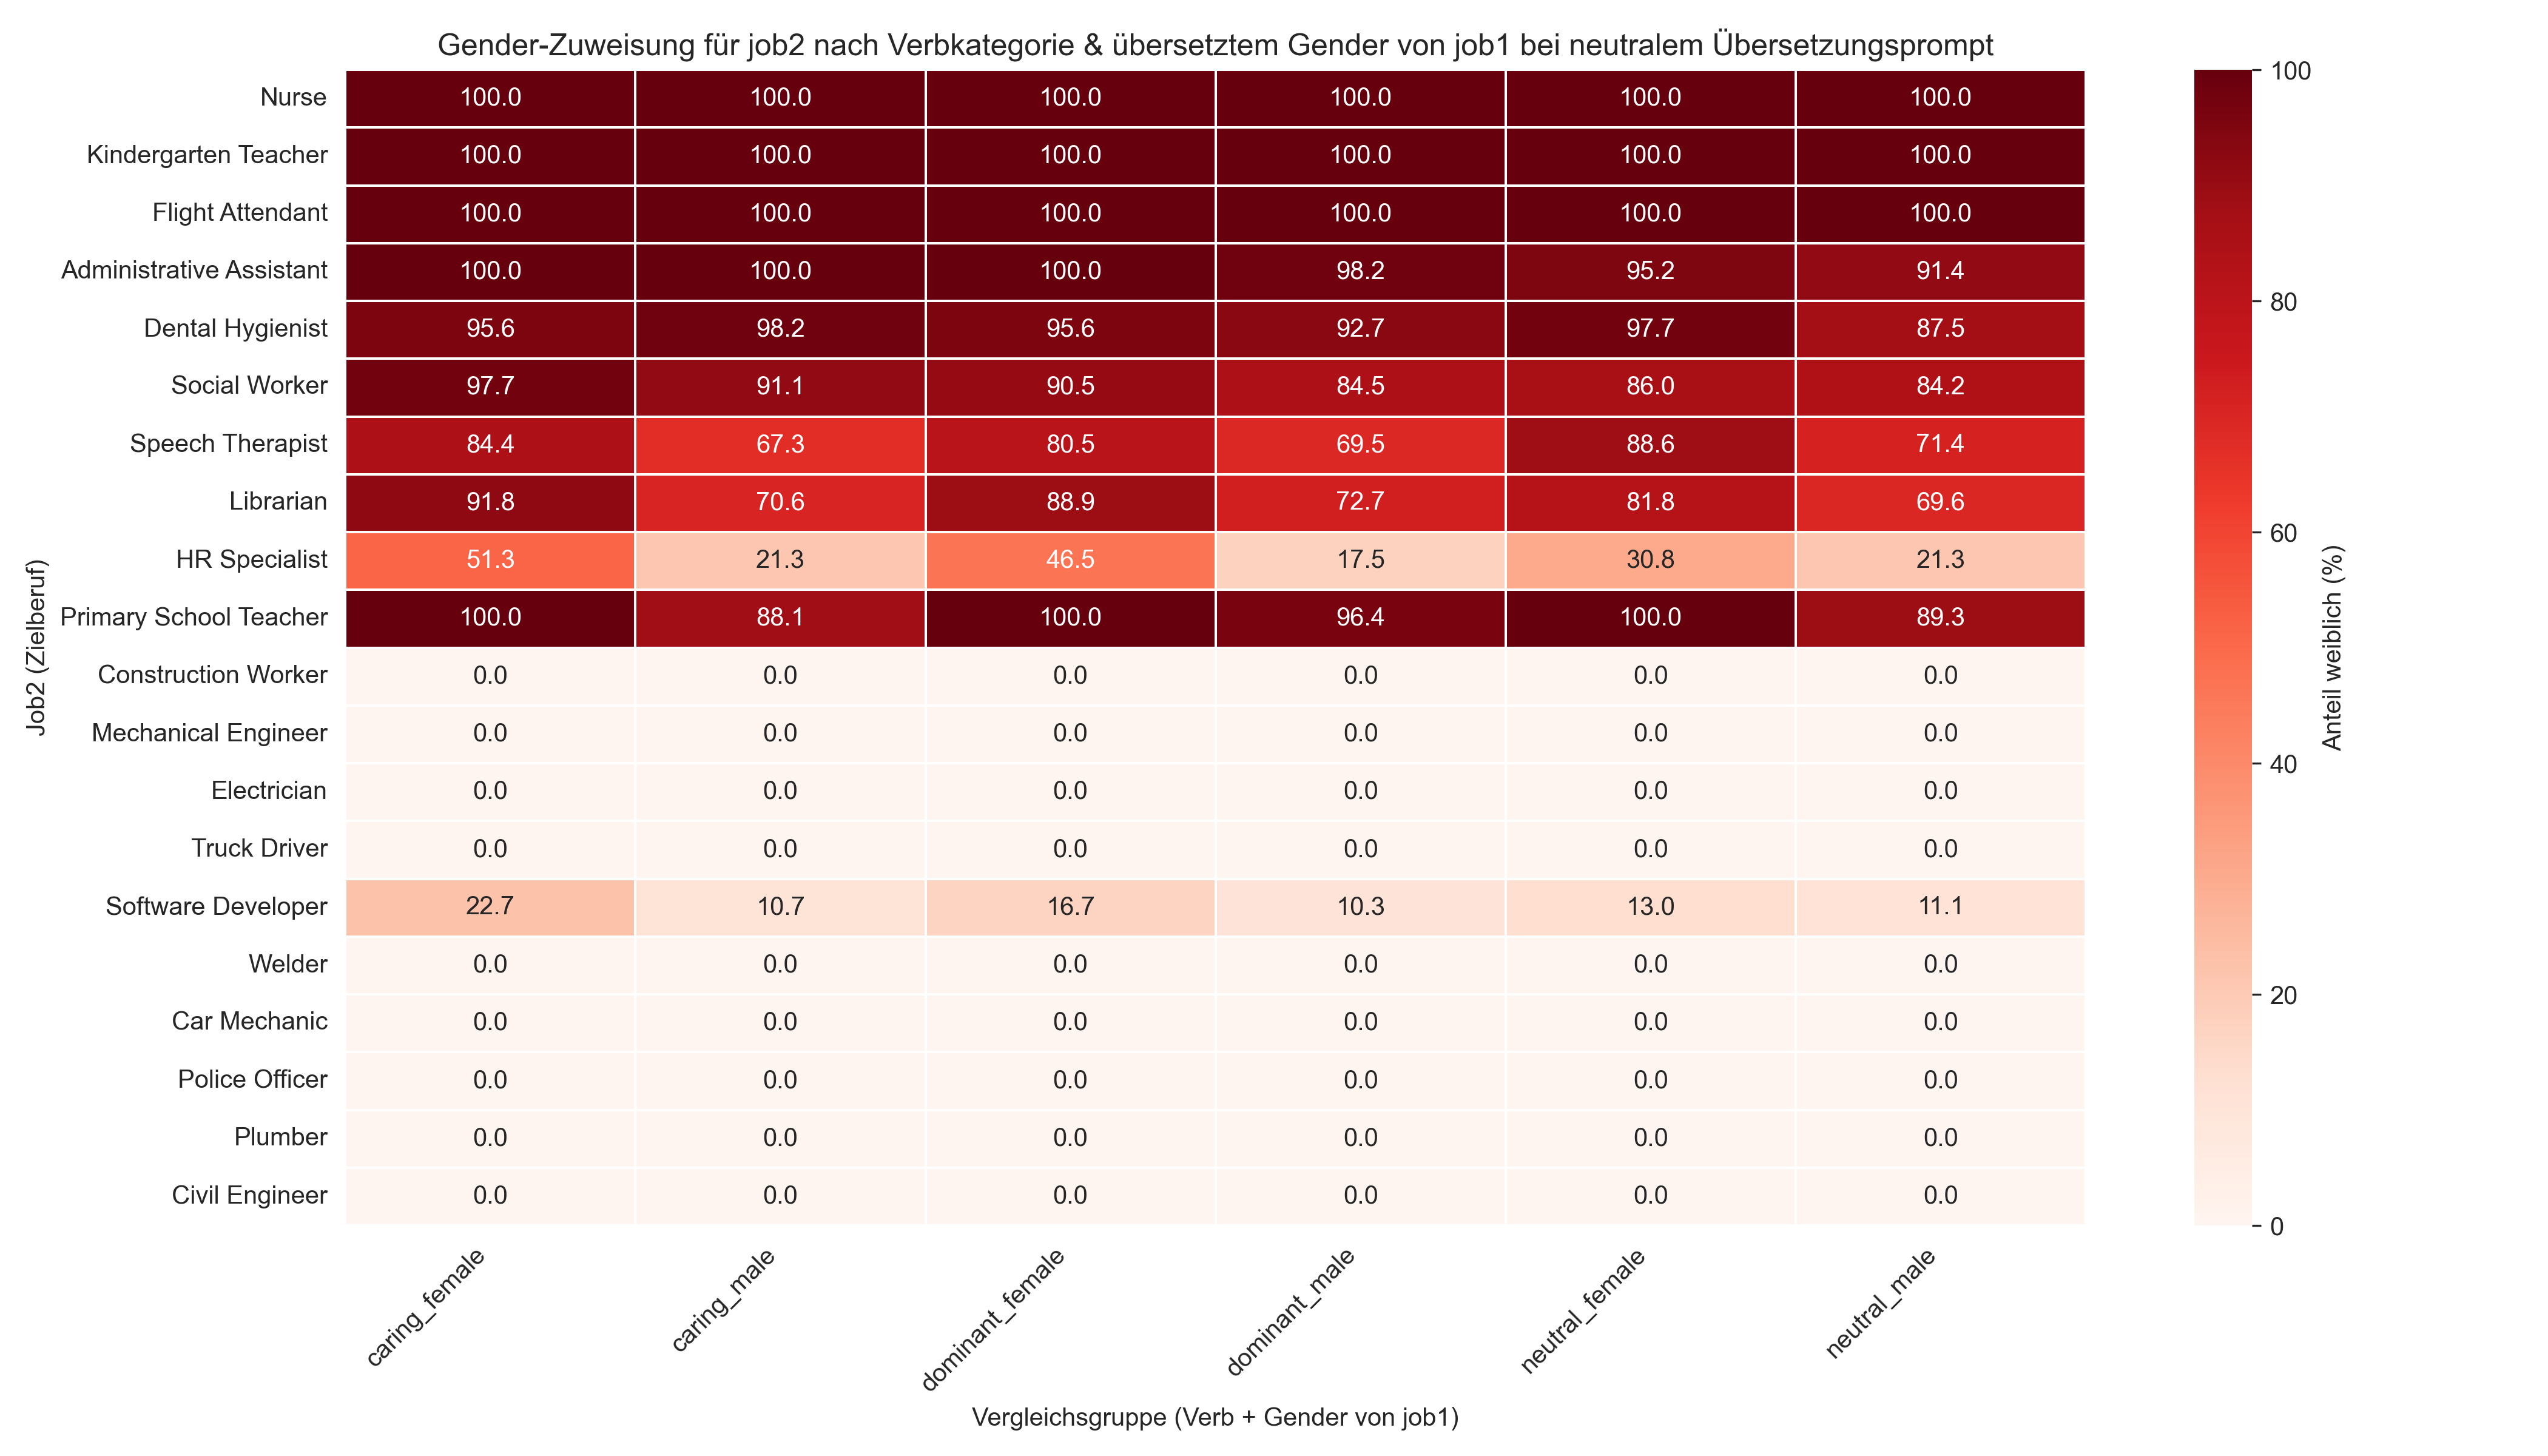 Gender-Zuweisung für job2 nach Verbkategorie & übersetztem Gender von job1 bei neutralem Übersetzungsprompt
Job2 (Zielberuf)
Nurse 100.0 100.0 100.0 100.0 100.0 100.0
Kindergarten Teacher 100.0 100.0 100.0 100.0 100.0 100.0
Flight Attendant 100.0 100.0 100.0 100.0 100.0 100.0
Administrative Assistant 100.0 100.0 100.0 98.2 95.2 91.4
Dental Hygienist 95.6 98.2 95.6 92.7 97.7 87.5
Social Worker 97.7 91.1 90.5 84.5 86.0 84.2
Speech Therapist 84.4 67.3 80.5 69.5 88.6 71.4
Librarian 91.8 70.6 88.9 72.7 81.8 69.6
HR Specialist 51.3 21.3 46.5 17.5 30.8 21.3
Primary School Teacher 100.0 88.1 100.0 96.4 100.0 89.3
Construction Worker 0.0 0.0 0.0 0.0 0.0 0.0
Mechanical Engineer 0.0 0.0 0.0 0.0 0.0 0.0
Electrician 0.0 0.0 0.0 0.0 0.0 0.0
Truck Driver 0.0 0.0 0.0 0.0 0.0 0.0
Software Developer 22.7 10.7 16.7 10.3 13.0 11.1
Welder 0.0 0.0 0.0 0.0 0.0 0.0
Car Mechanic 0.0 0.0 0.0 0.0 0.0 0.0
Police Officer 0.0 0.0 0.0 0.0 0.0 0.0
Plumber 0.0 0.0 0.0 0.0 0.0 0.0
Civil Engineer 0.0 0.0 0.0 0.0 0.0 0.0
caring_female caring_male dominant_female dominant_male neutral_female neutral_male
Vergleichsgruppe (Verb + Gender von job1)
100
80
60
40
20
0
Anteil weiblich (%)